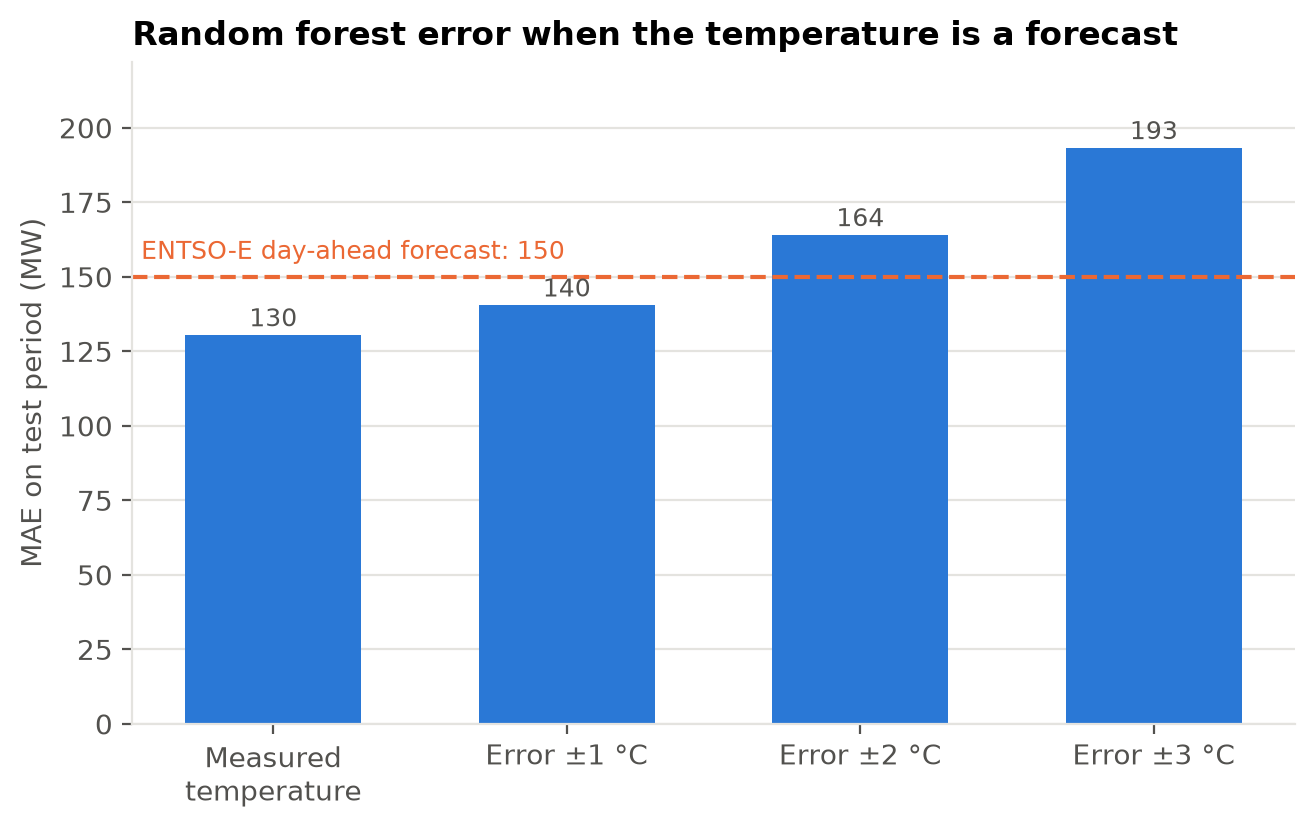 Random forest error when the temperature is a forecast
MAE on test period (MW)
200
175
150
125
100
75
50
25
0
ENTSO-E day-ahead forecast: 150
130
140
164
193
Measured
temperature
Error ±1 °C
Error ±2 °C
Error ±3 °C